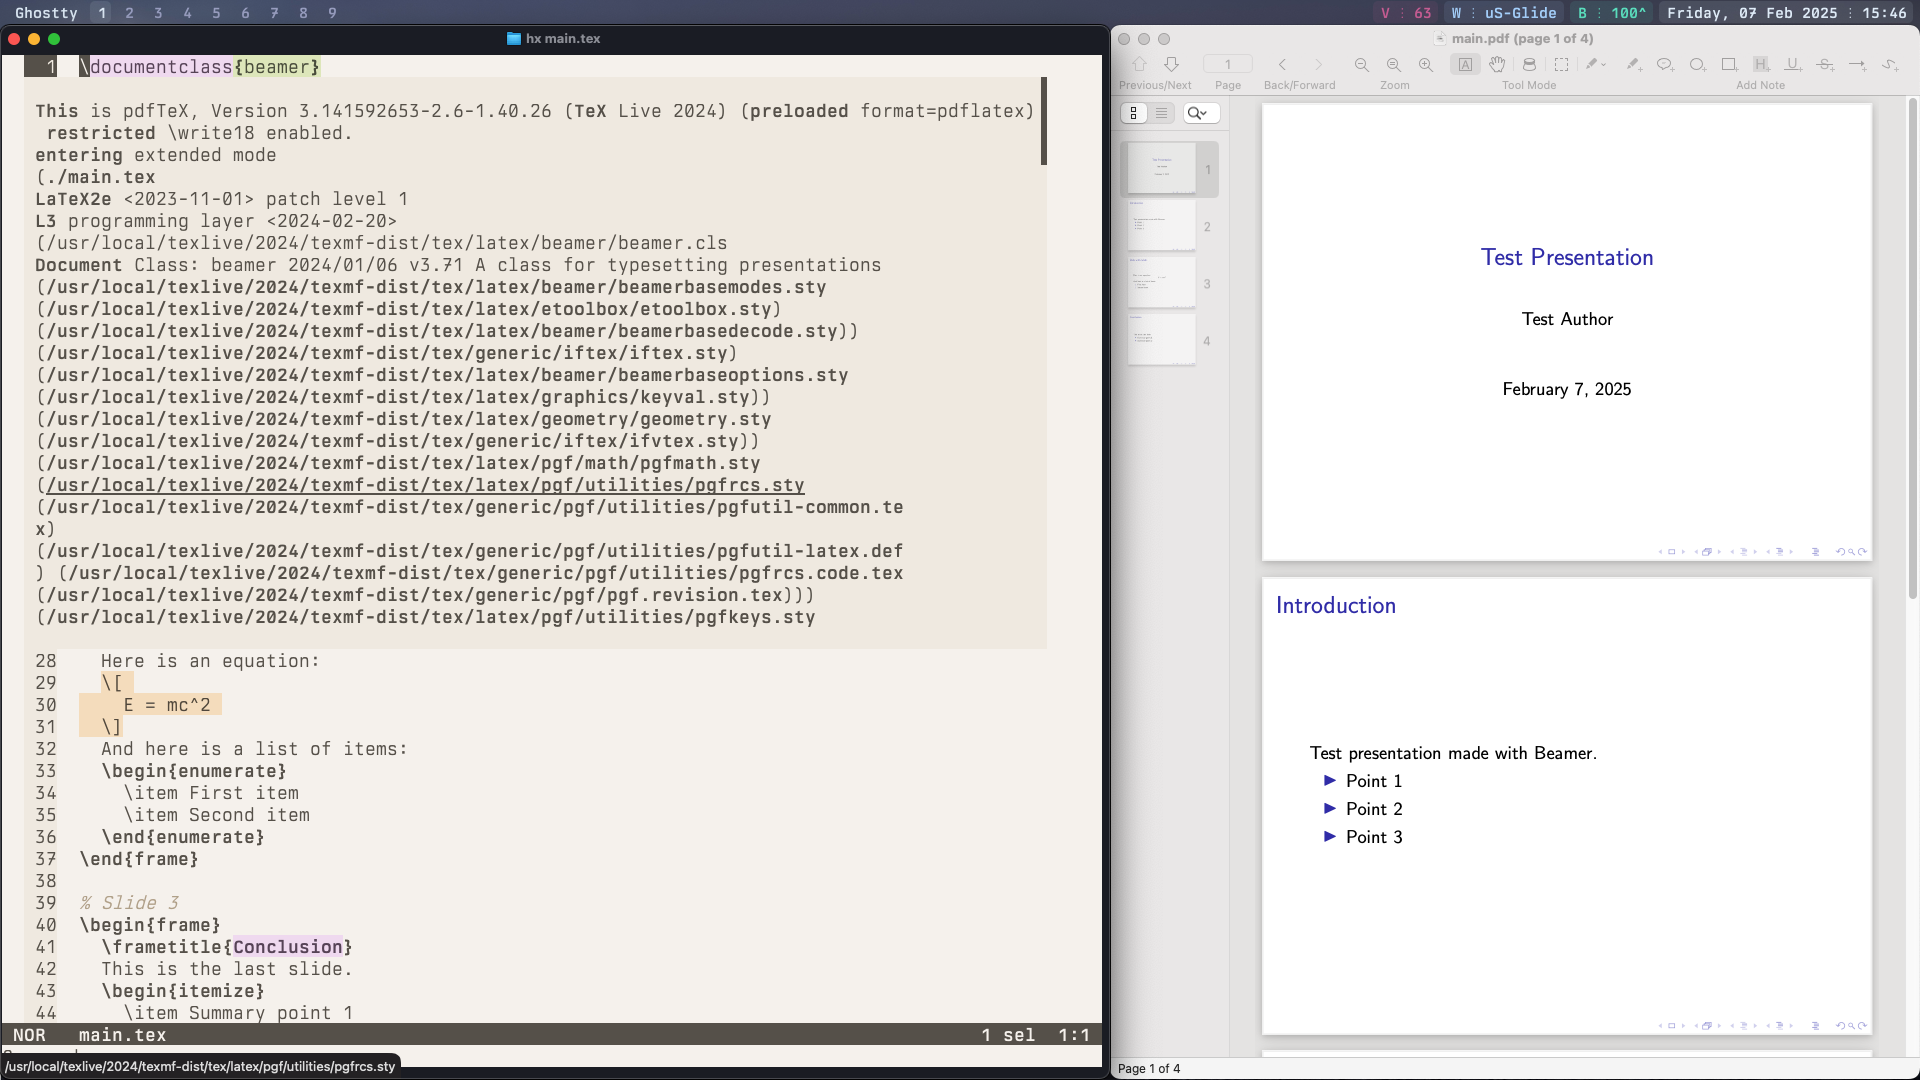 Ghostty 1 2 3 4 5 6 7 8 9
V : 63 W : uS-Glide B : 100^ Friday, 07 Feb 2025 : 15:46
hx main.tex
1 \documentclass{beamer}
This is pdfTeX, Version 3.141592653-2.6-1.40.26 (TeX Live 2024) (preloaded format=pdflatex)
restricted \write18 enabled.
entering extended mode
(./main.tex
LaTeX2e <2023-11-01> patch level 1
L3 programming layer <2024-02-20>
(/usr/local/texlive/2024/texmf-dist/tex/latex/beamer/beamer.cls
Document Class: beamer 2024/01/06 v3.71 A class for typesetting presentations
(/usr/local/texlive/2024/texmf-dist/tex/latex/beamer/beamerbasemodes.sty
(/usr/local/texlive/2024/texmf-dist/tex/latex/etoolbox/etoolbox.sty)
(/usr/local/texlive/2024/texmf-dist/tex/latex/beamer/beamerbasedecode.sty))
(/usr/local/texlive/2024/texmf-dist/tex/generic/iftex/iftex.sty)
(/usr/local/texlive/2024/texmf-dist/tex/latex/beamer/beamerbaseoptions.sty
(/usr/local/texlive/2024/texmf-dist/tex/latex/graphics/keyval.sty))
(/usr/local/texlive/2024/texmf-dist/tex/latex/geometry/geometry.sty
(/usr/local/texlive/2024/texmf-dist/tex/generic/iftex/ifvtex.sty))
(/usr/local/texlive/2024/texmf-dist/tex/latex/pgf/math/pgfmath.sty
(/usr/local/texlive/2024/texmf-dist/tex/latex/pgf/utilities/pgfrcs.sty
(/usr/local/texlive/2024/texmf-dist/tex/generic/pgf/utilities/pgfutil-common.te
x)
(/usr/local/texlive/2024/texmf-dist/tex/generic/pgf/utilities/pgfutil-latex.def
) (/usr/local/texlive/2024/texmf-dist/tex/generic/pgf/utilities/pgfrcs.code.tex
(/usr/local/texlive/2024/texmf-dist/tex/generic/pgf/pgf.revision.tex)))
(/usr/local/texlive/2024/texmf-dist/tex/latex/pgf/utilities/pgfkeys.sty
28 Here is an equation:
29 \[
30 E = mc^2
31 \]
32 And here is a list of items:
33 \begin{enumerate}
34 \item First item
35 \item Second item
36 \end{enumerate}
37 \end{frame}
38
39 % Slide 3
40 \begin{frame}
41 \frametitle{Conclusion}
42 This is the last slide.
43 \begin{itemize}
44 \item Summary point 1
NOR main.tex 1 sel 1:1
/usr/local/texlive/2024/texmf-dist/tex/latex/pgf/utilities/pgfrcs.sty
main.pdf (page 1 of 4)
1
Previous/Next Page Back/Forward Zoom Tool Mode Add Note
1
2
3
4
Test Presentation
Test Author
February 7, 2025
Introduction
Test presentation made with Beamer.
Point 1
Point 2
Point 3
Page 1 of 4